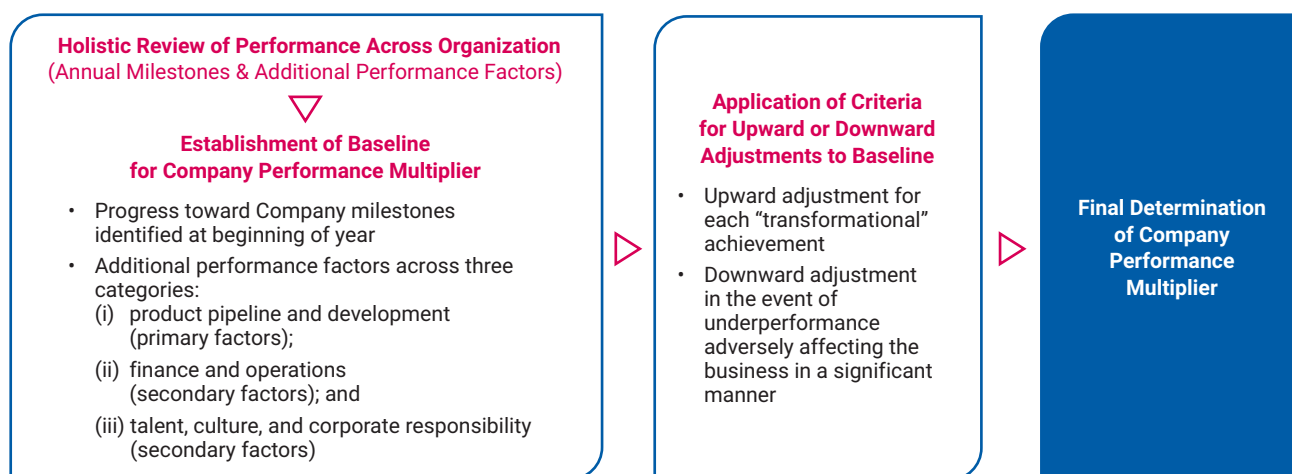 Holistic Review of Performance Across Organization
(Annual Milestones & Additional Performance Factors)
Establishment of Baseline
for Company Performance Multiplier
• Progress toward Company milestones
identified at beginning of year
• Additional performance factors across three
categories:
(i) product pipeline and development
(primary factors);
(ii) finance and operations
(secondary factors); and
(iii) talent, culture, and corporate responsibility
(secondary factors)
Application of Criteria
for Upward or Downward
Adjustments to Baseline
• Upward adjustment for
each “transformational”
achievement
• Downward adjustment
in the event of
underperformance
adversely affecting the
business in a significant
manner
Final Determination
of Company
Performance
Multiplier